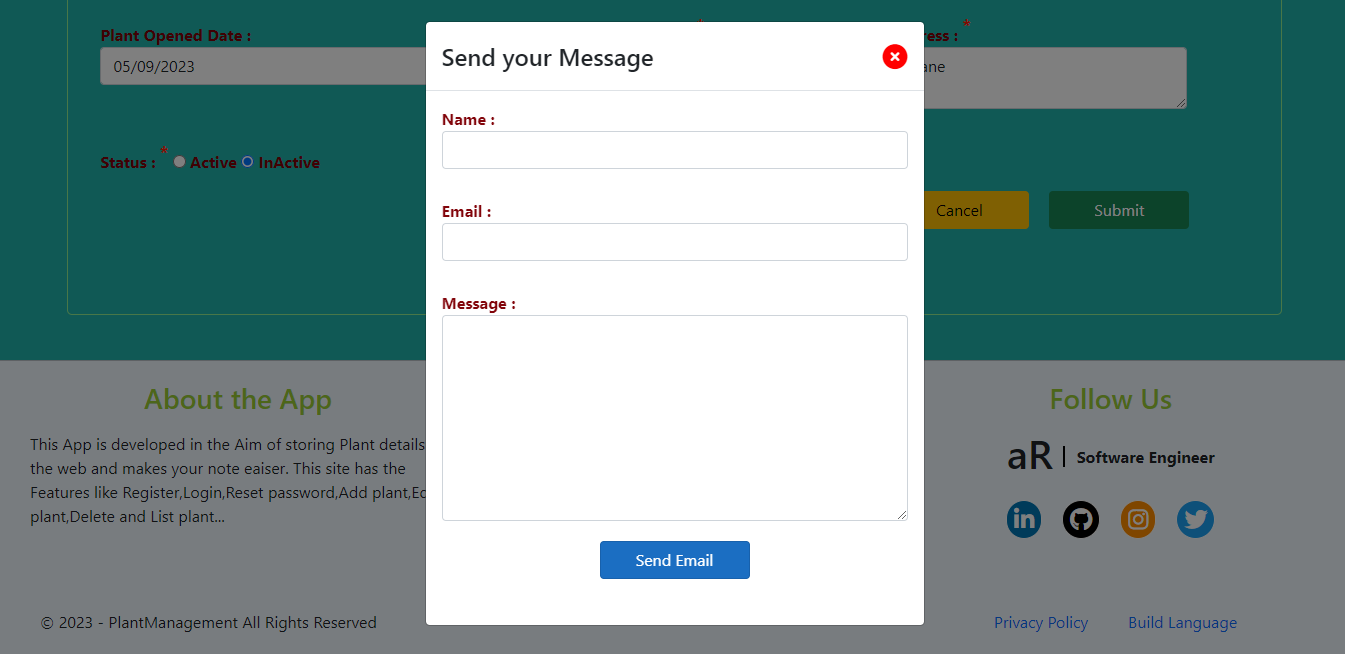 Plant Opened Date :
05/09/2023
Status : * Active InActive
Send your Message
Name :
Email :
Message :
Send Email
*
ress :
ane
Cancel
Submit
About the App
This App is developed in the Aim of storing Plant details
the web and makes your note eaiser. This site has the
Features like Register,Login,Reset password,Add plant,Ed
plant,Delete and List plant...
Follow Us
aR | Software Engineer
in
© 2023 - PlantManagement All Rights Reserved
Privacy Policy
Build Language